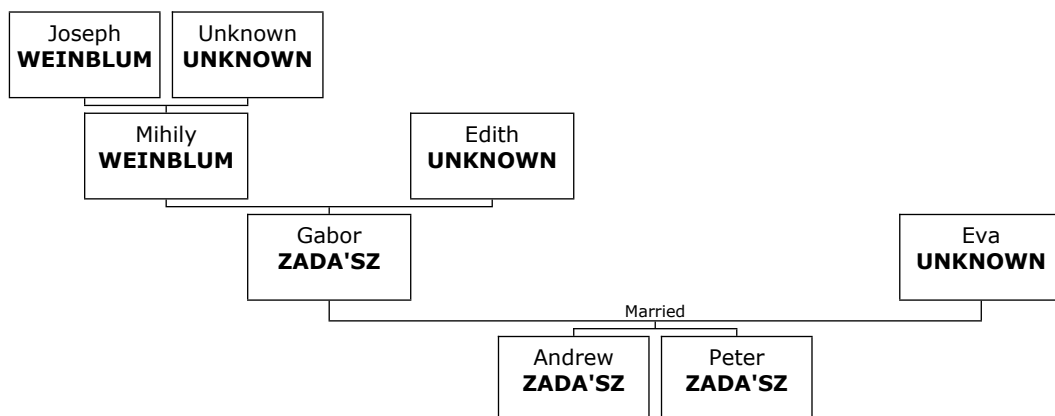 Joseph
WEINBLUM
Unknown
UNKNOWN
Mihily
WEINBLUM
Edith
UNKNOWN
Gabor
ZADA'SZ
Eva
UNKNOWN
Married
Andrew
ZADA'SZ
Peter
ZADA'SZ